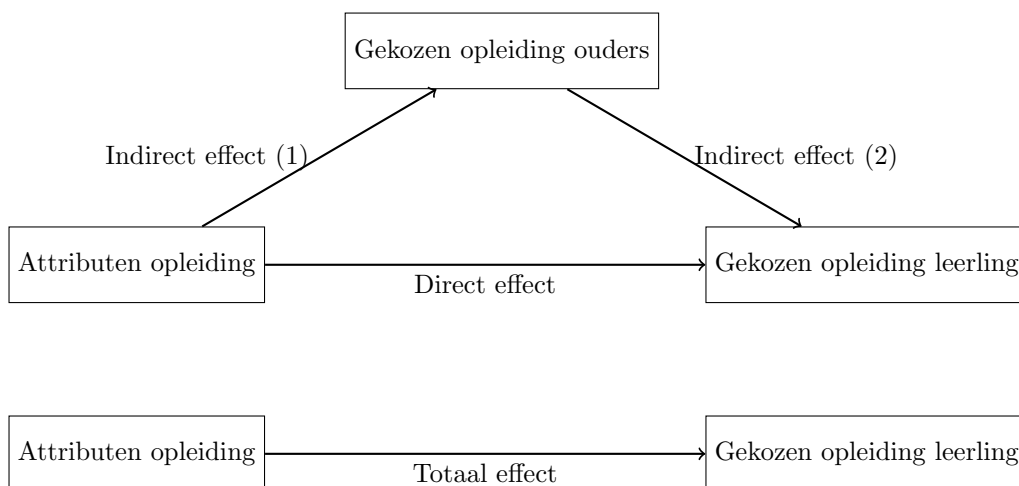 Gekozen opleiding ouders
Indirect effect (1)
Indirect effect (2)
Attributen opleiding
Gekozen opleiding leerling
Direct effect
Attributen opleiding
Gekozen opleiding leerling
Totaal effect